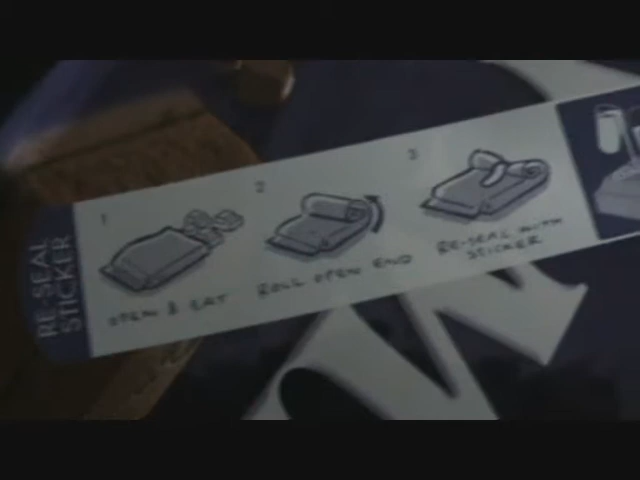 RE-SEAL
STICKER
1
OPEN & EAT
2
ROLL OPEN END
3
RE-SEAL WITH
STICKER